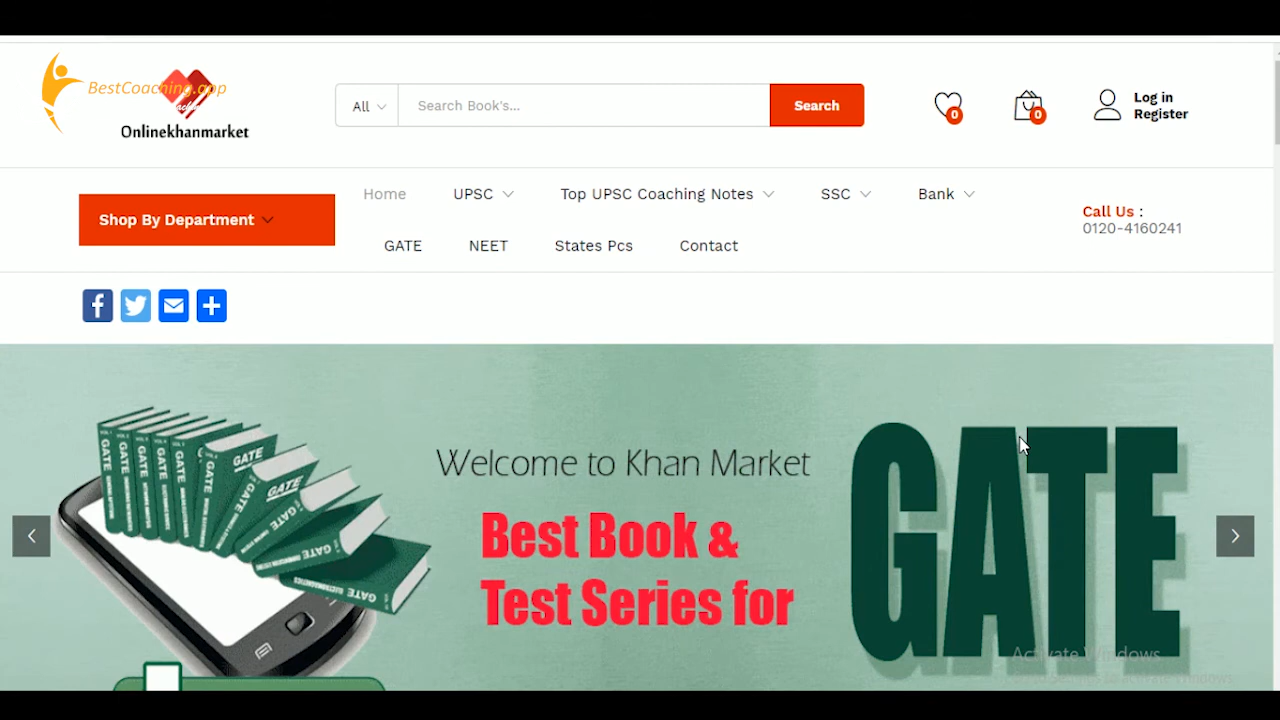 BestCoaching.app
Onlinekhanmarket
All
Search Book's...
Search
0
0
Log in
Register
Shop By Department
Home
UPSC
Top UPSC Coaching Notes
SSC
Bank
GATE
NEET
States Pcs
Contact
Call Us :
0120-4160241
Welcome to Khan Market
Best Book &
Test Series for
GATE
GATE
GATE
GATE
GATE
GATE
GATE
Activate Windows